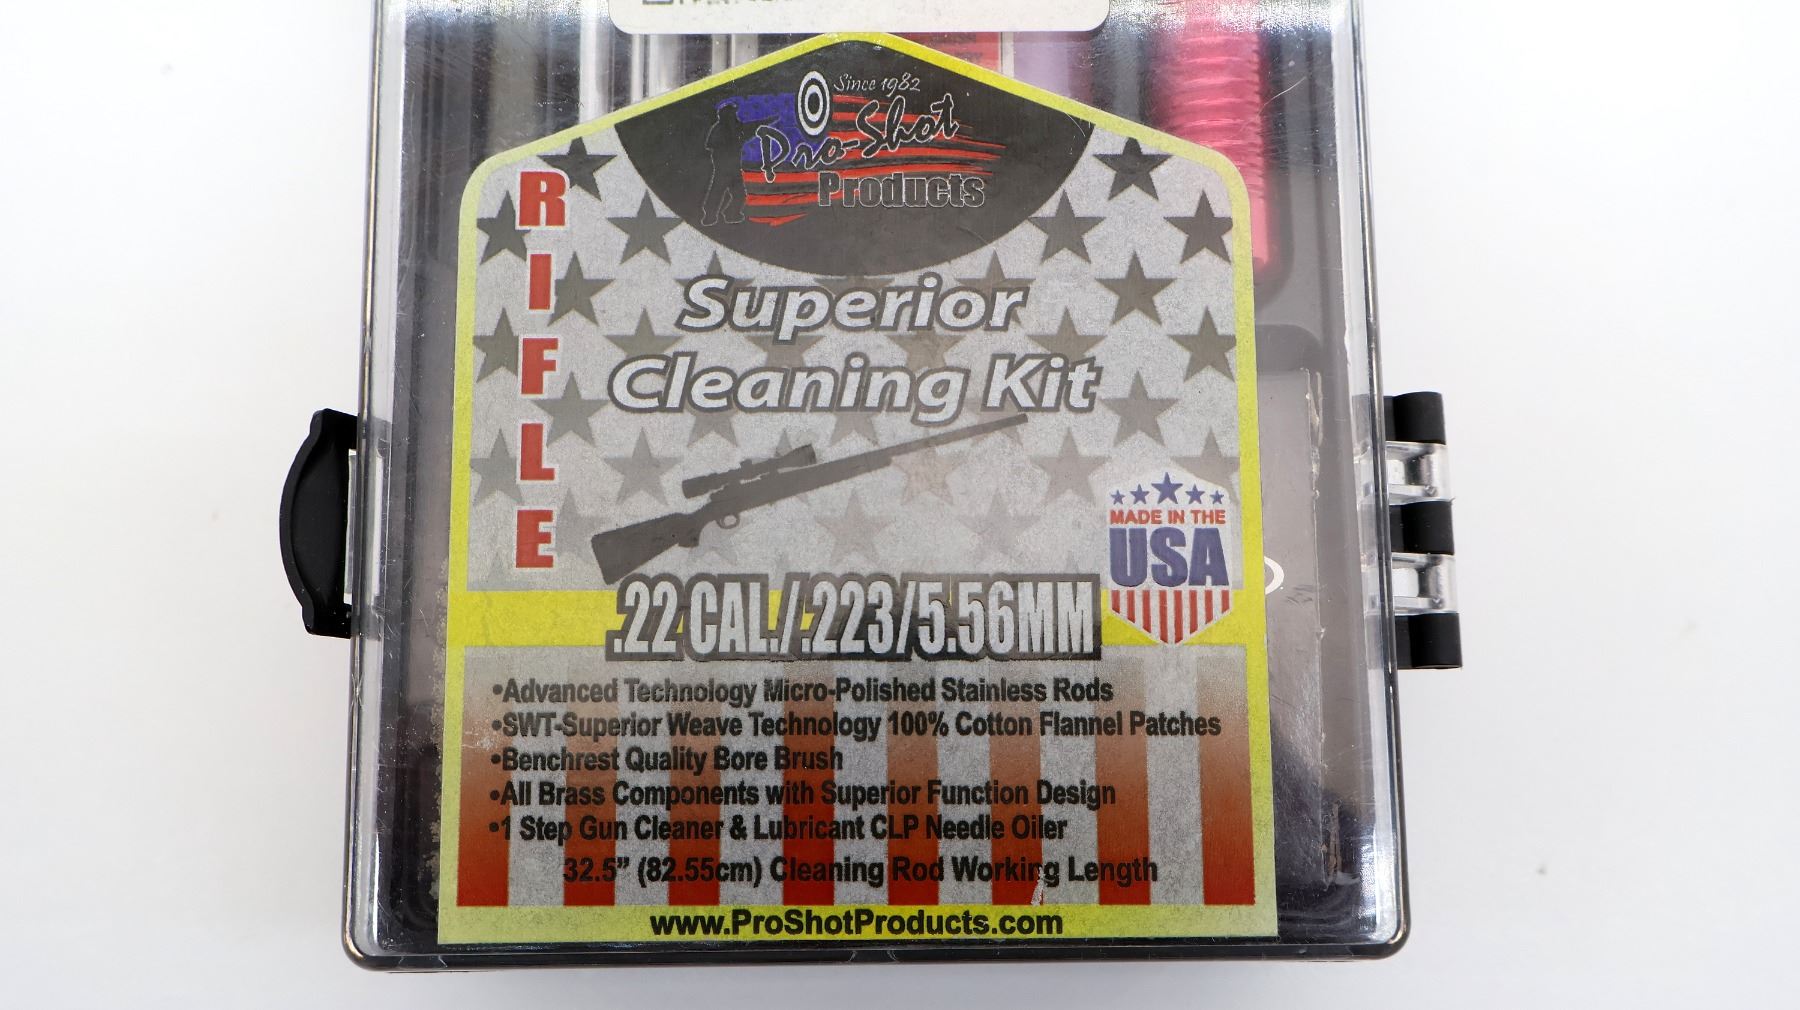 Since 1982
Pro-Shot
Products
RIFLE
Superior
Cleaning Kit
MADE IN THE
USA
.22 CAL./.223/5.56MM
•Advanced Technology Micro-Polished Stainless Rods
•SWT-Superior Weave Technology 100% Cotton Flannel Patches
•Benchrest Quality Bore Brush
•All Brass Components with Superior Function Design
•1 Step Gun Cleaner & Lubricant CLP Needle Oiler
32.5” (82.55cm) Cleaning Rod Working Length
www.ProShotProducts.com